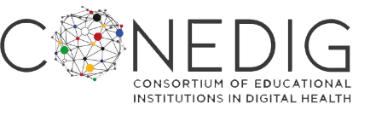 CONEDIG
CONSORTIUM OF EDUCATIONAL
INSTITUTIONS IN DIGITAL HEALTH